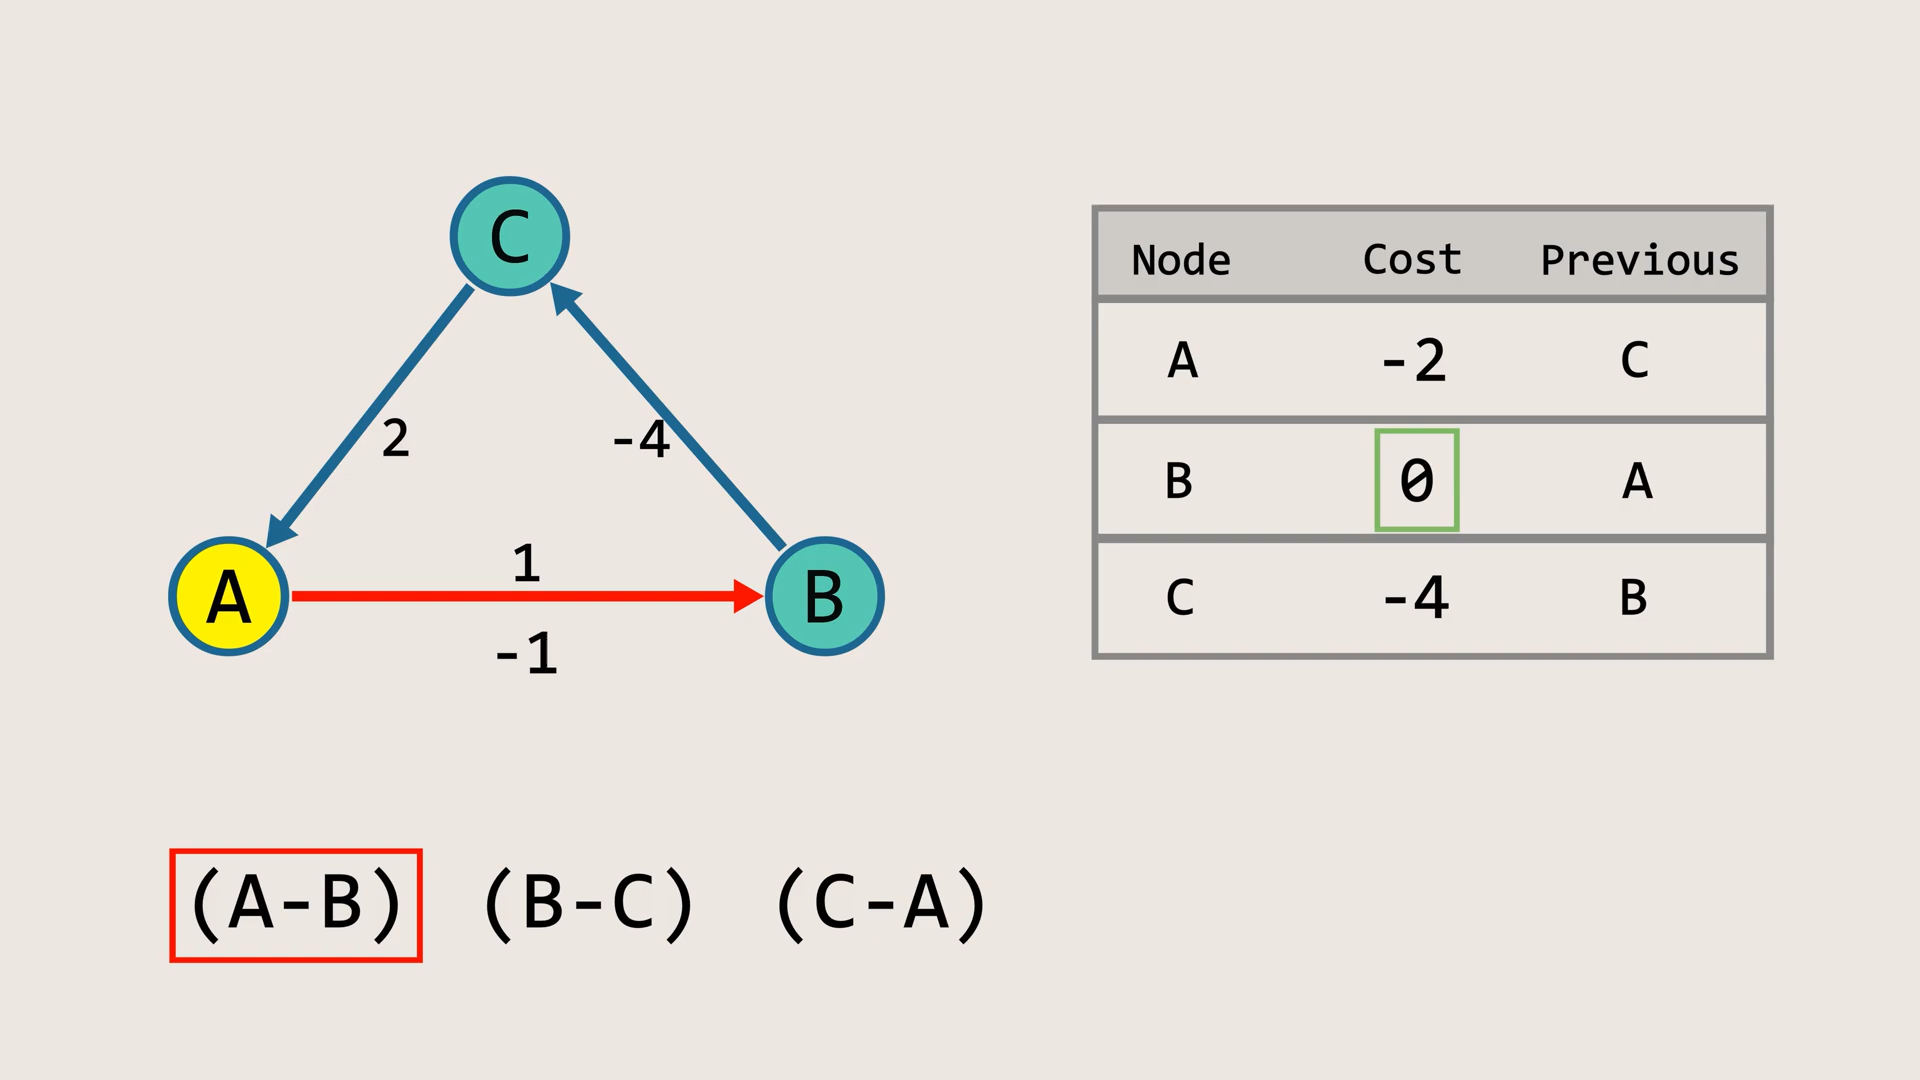 C
2
-4
A
1
B
-1
Node Cost Previous
A -2 C
B 0 A
C -4 B
(A-B) (B-C) (C-A)